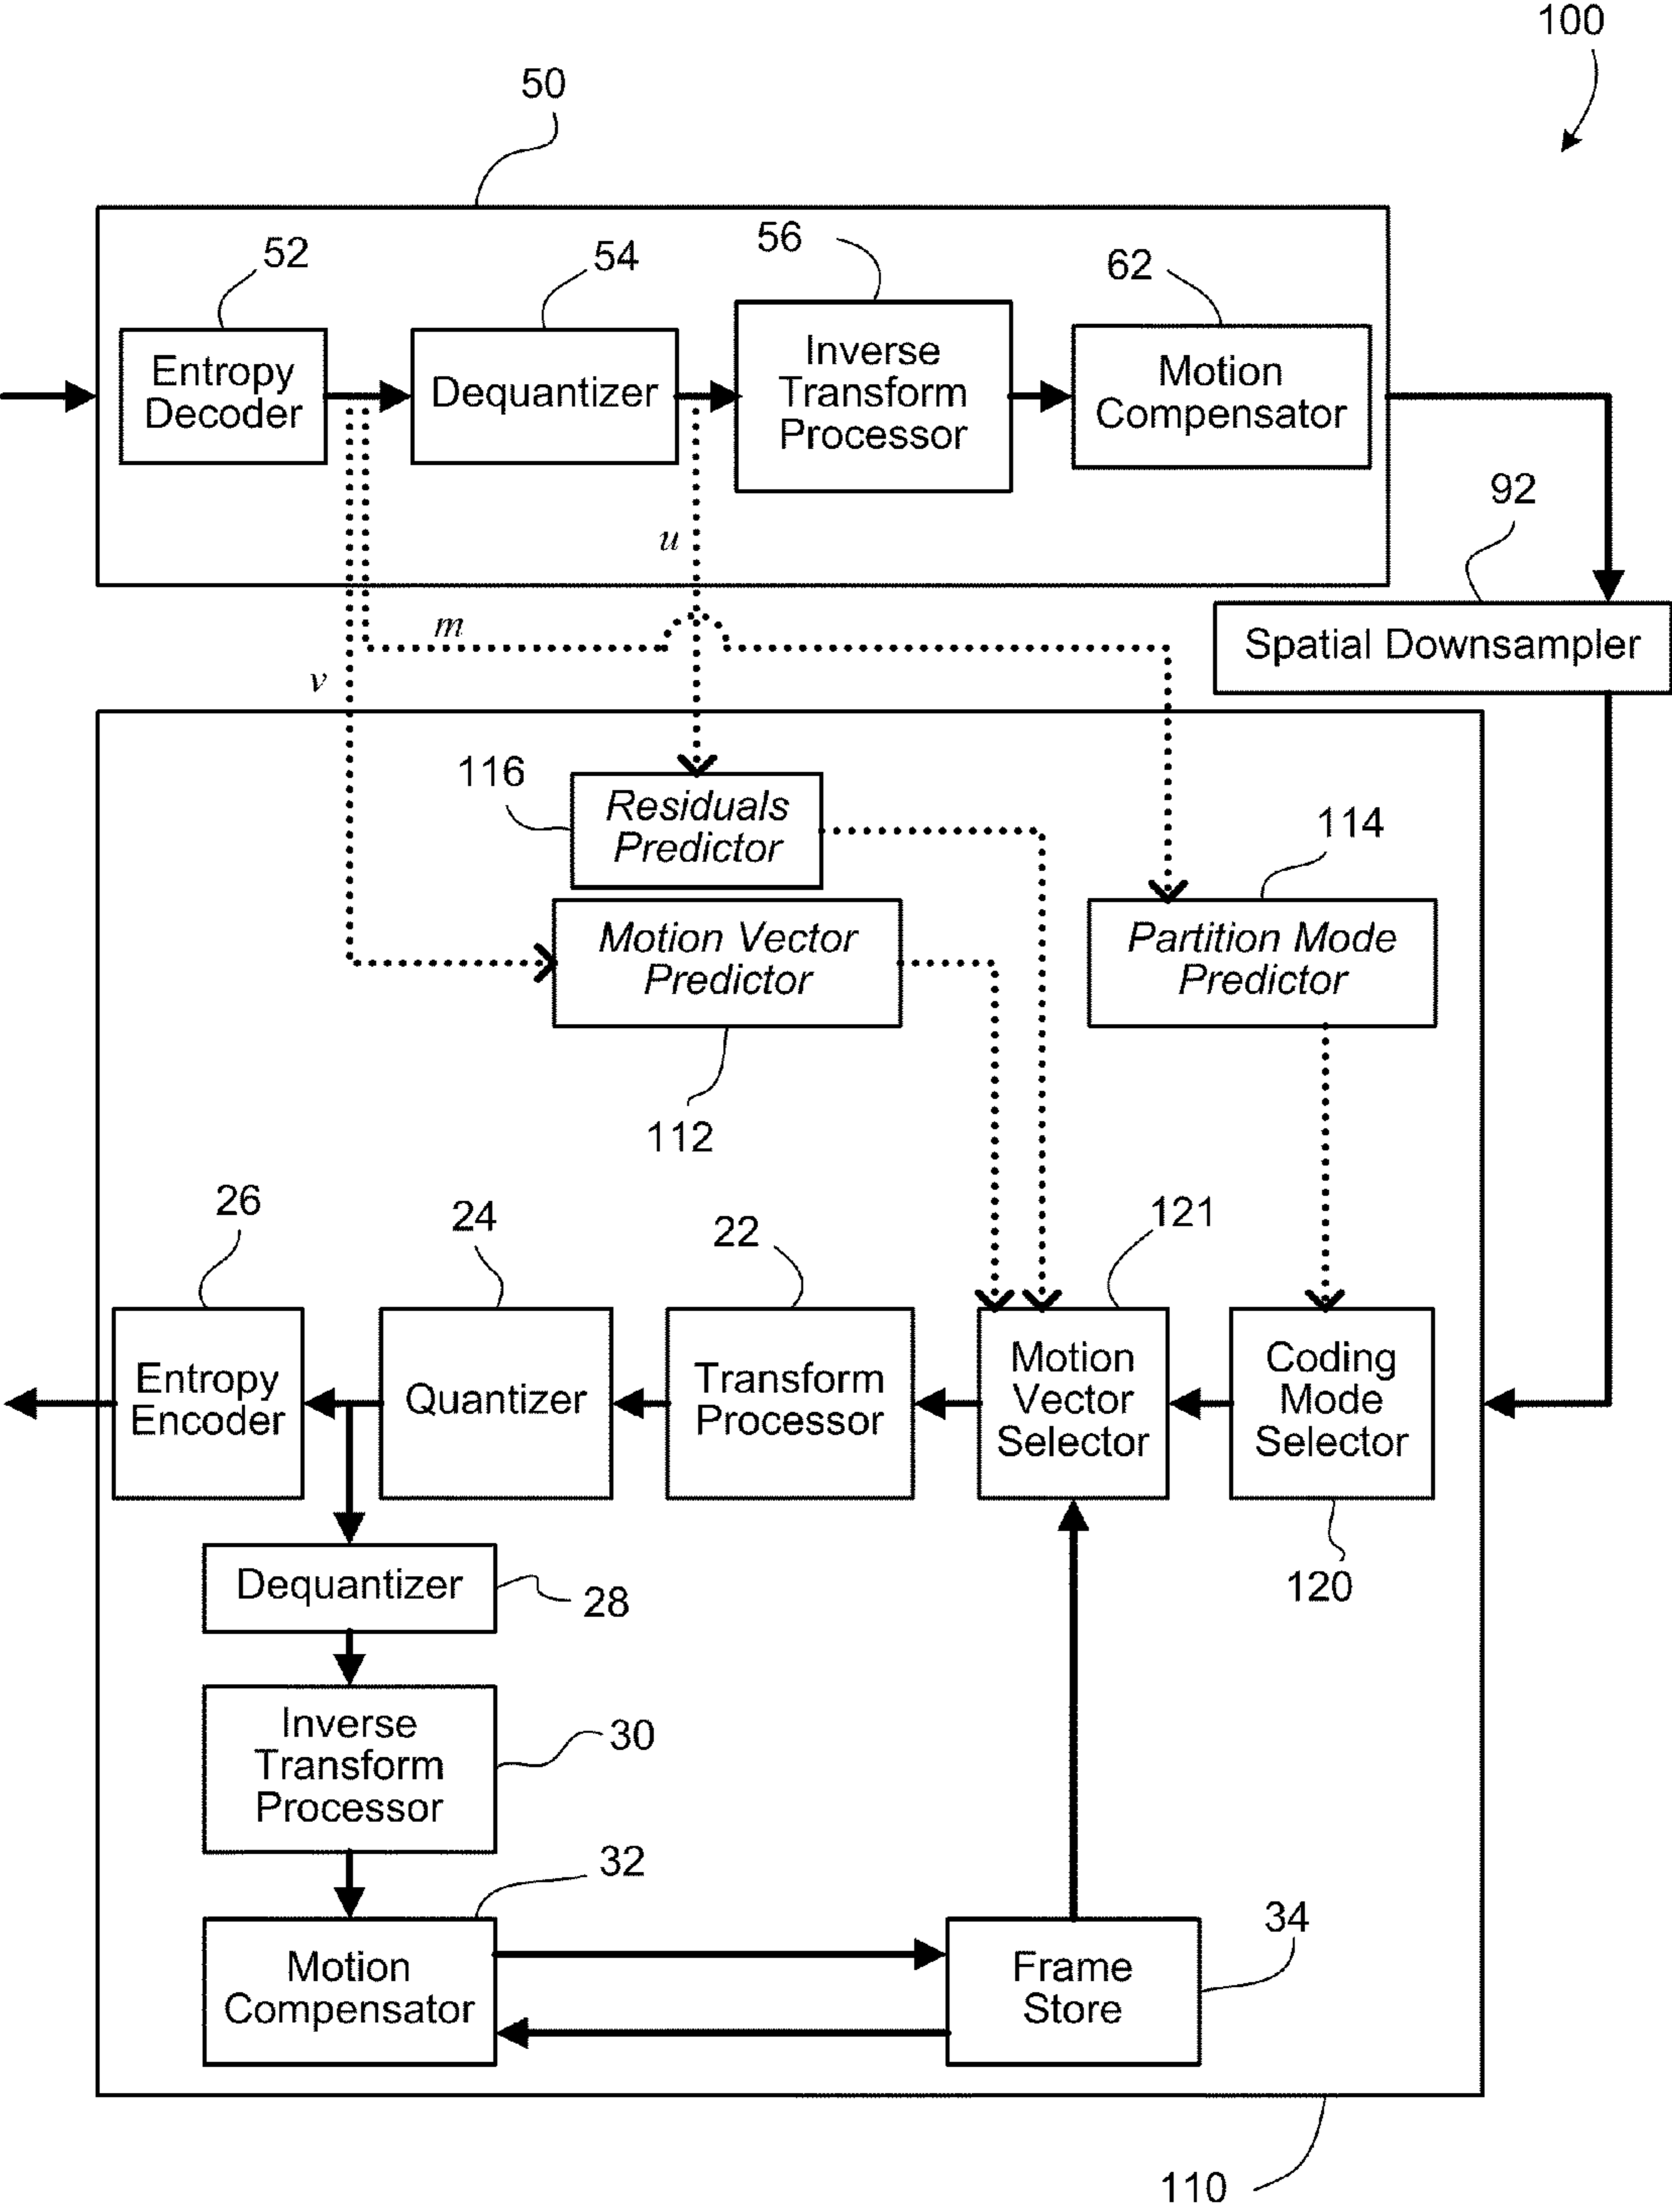 100
50
52
54
56
62
Entropy
Decoder
Dequantizer
Inverse
Transform
Processor
Motion
Compensator
92
u
m
v
Spatial Downsampler
116
Residuals
Predictor
114
Motion Vector
Predictor
Partition Mode
Predictor
112
26
24
22
121
Entropy
Encoder
Quantizer
Transform
Processor
Motion
Vector
Selector
Coding
Mode
Selector
Dequantizer
28
120
Inverse
Transform
Processor
30
32
34
Motion
Compensator
Frame
Store
110